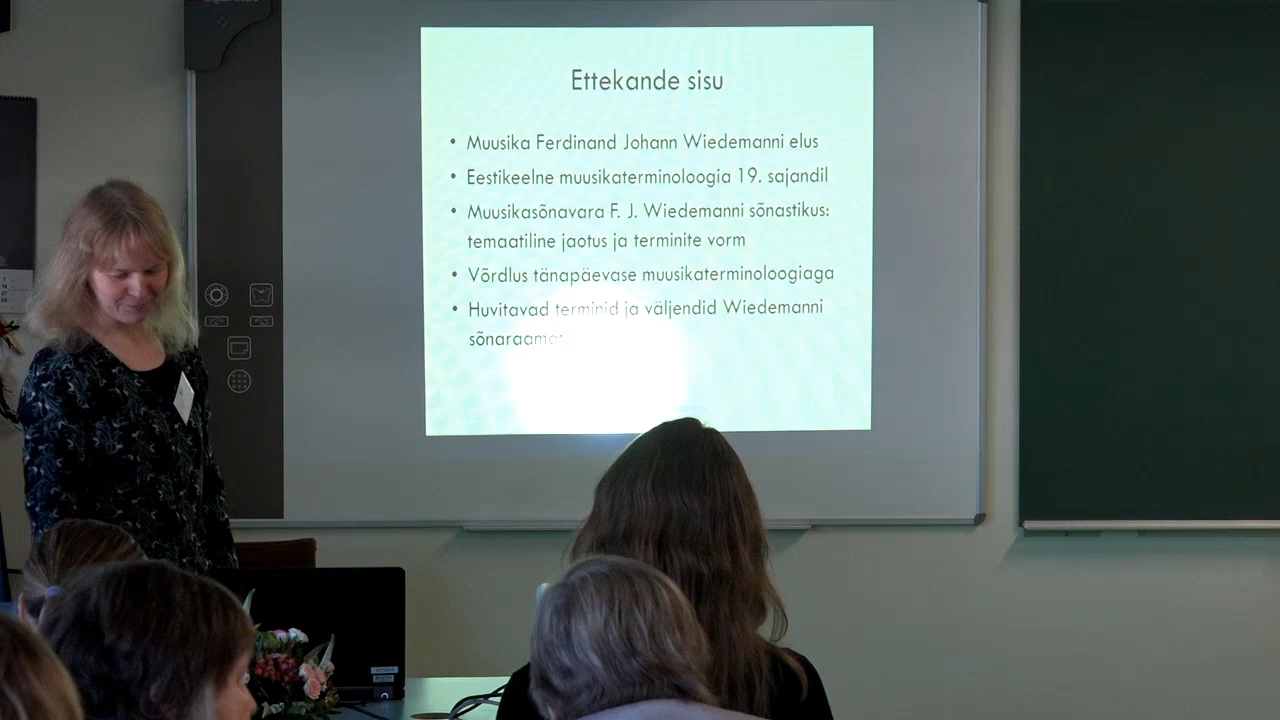 Ettekande sisu
• Muusika Ferdinand Johann Wiedemanni elus
• Eestikeelne muusikaterminoloogia 19. sajandil
• Muusikasõnavara F. J. Wiedemanni sõnastikus:
temaatiline jaotus ja terminite vorm
• Võrdlus tänapäevase muusikaterminoloogiaga
• Huvitavad terminid ja väljendid Wiedemanni